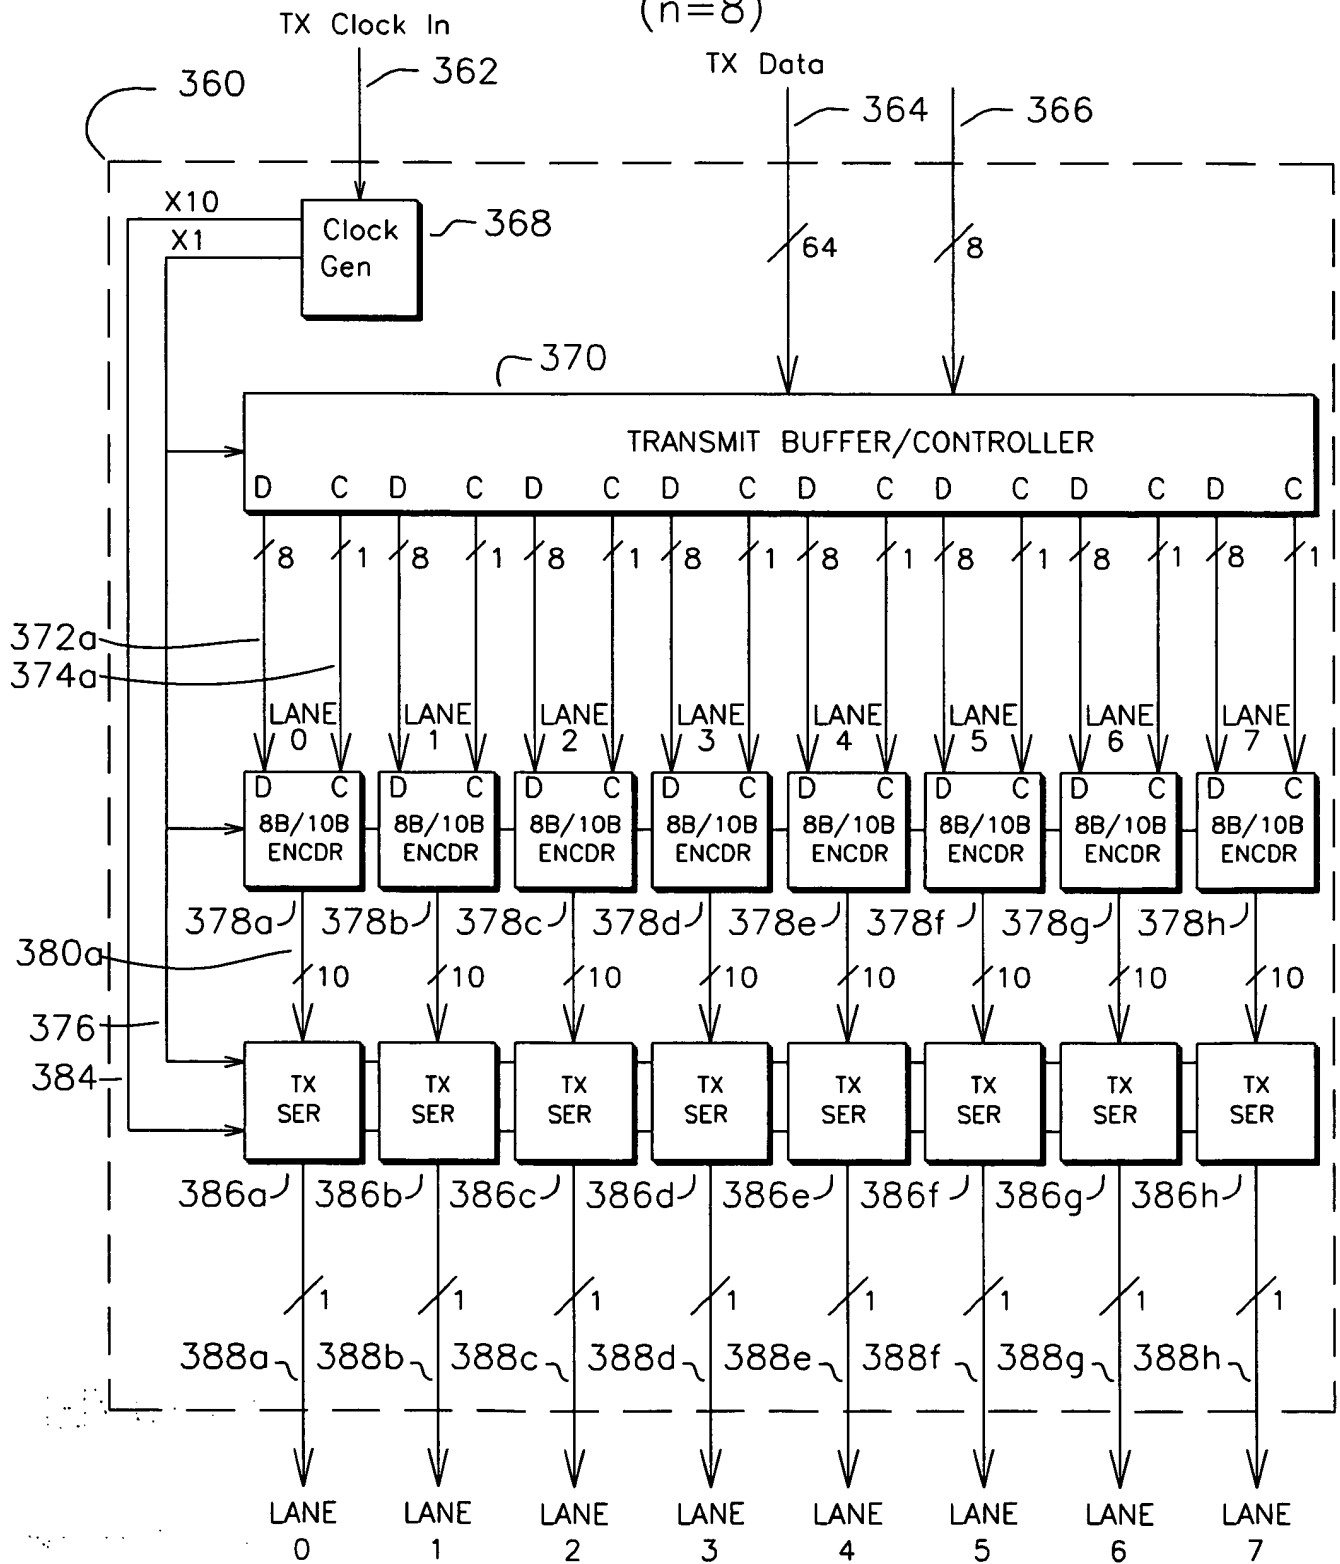 (n=8)
TX Clock In
TX Data
360
362
364
366
X10
X1
Clock
Gen
368
64
8
370
TRANSMIT BUFFER/CONTROLLER
D C D C D C D C D C D C D C D C
8 1 8 1 8 1 8 1 8 1 8 1 8 1 8 1
372a
374a
LANE LANE LANE LANE LANE LANE LANE LANE
0 1 2 3 4 5 6 7
D C D C D C D C D C D C D C D C
8B/10B 8B/10B 8B/10B 8B/10B 8B/10B 8B/10B 8B/10B 8B/10B
ENCDR ENCDR ENCDR ENCDR ENCDR ENCDR ENCDR ENCDR
378a 378b 378c 378d 378e 378f 378g 378h
380a
10 10 10 10 10 10 10 10
376
384
TX TX TX TX TX TX TX TX
SER SER SER SER SER SER SER SER
386a 386b 386c 386d 386e 386f 386g 386h
1 1 1 1 1 1 1 1
388a 388b 388c 388d 388e 388f 388g 388h
LANE LANE LANE LANE LANE LANE LANE LANE
0 1 2 3 4 5 6 7